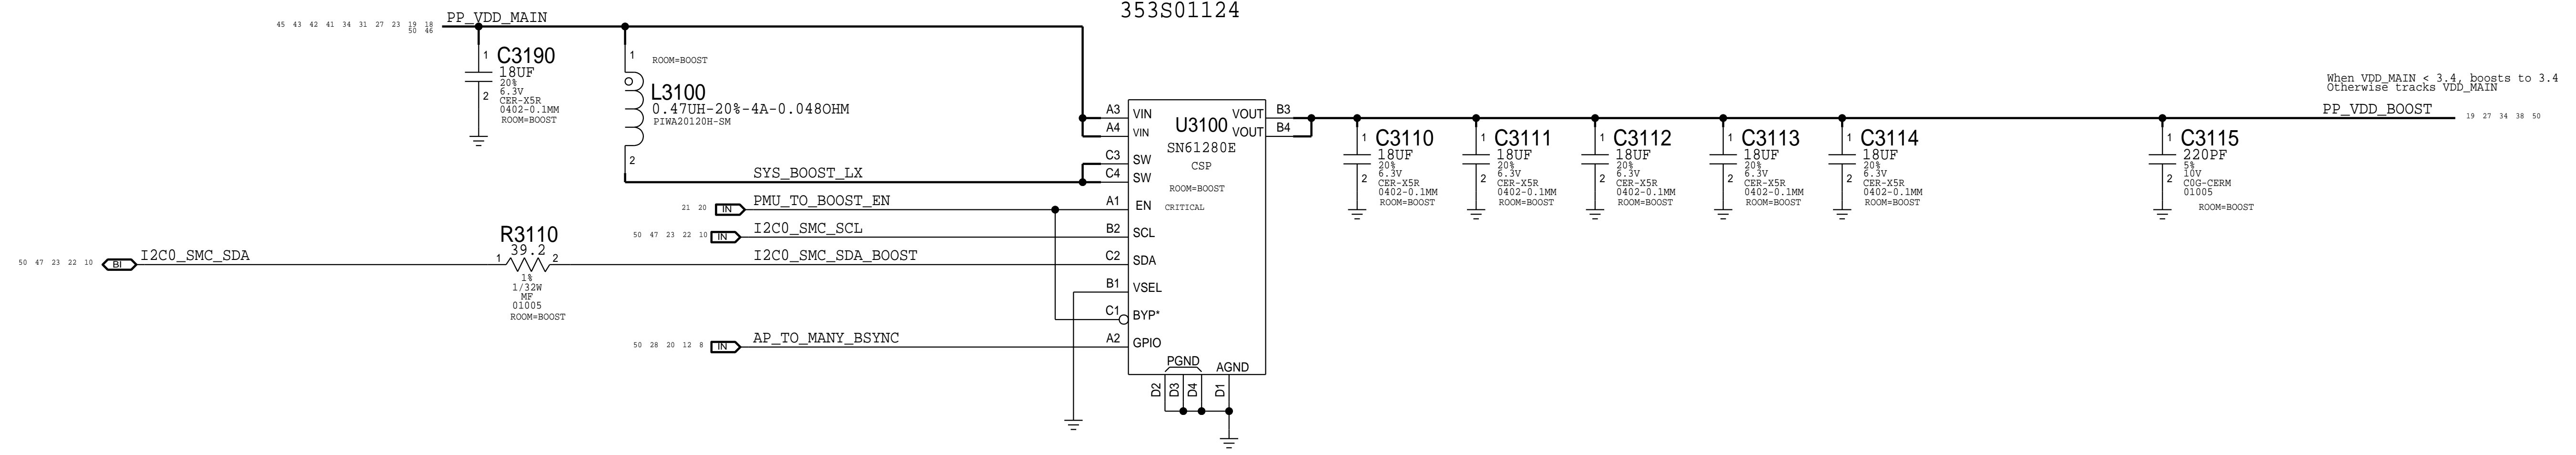 353S01124
45 43 42 41 34 31 27 23 19 18
50 46
PP_VDD_MAIN
1
C3190
18UF
20%
6.3V
2
CER-X5R
0402-0.1MM
ROOM=BOOST
1
ROOM=BOOST
L3100
0.47UH-20%-4A-0.048OHM
PIWA20120H-SM
2
SYS_BOOST_LX
21 20
IN
PMU_TO_BOOST_EN
50 47 23 22 10
IN
I2C0_SMC_SCL
50 47 23 22 10
BI
I2C0_SMC_SDA
R3110
39.2
1
2
1%
1/32W
MF
01005
ROOM=BOOST
I2C0_SMC_SDA_BOOST
50 28 20 12 8
IN
AP_TO_MANY_BSYNC
A3 VIN
A4 VIN
C3 SW
C4 SW
A1 EN
B2 SCL
C2 SDA
B1 VSEL
C1 BYP*
A2 GPIO
U3100
SN61280E
CSP
ROOM=BOOST
CRITICAL
VOUT B3
VOUT B4
PGND
AGND
D2
D3
D4
D1
1
C3110
18UF
20%
6.3V
2
CER-X5R
0402-0.1MM
ROOM=BOOST
1
C3111
18UF
20%
6.3V
2
CER-X5R
0402-0.1MM
ROOM=BOOST
1
C3112
18UF
20%
6.3V
2
CER-X5R
0402-0.1MM
ROOM=BOOST
1
C3113
18UF
20%
6.3V
2
CER-X5R
0402-0.1MM
ROOM=BOOST
1
C3114
18UF
20%
6.3V
2
CER-X5R
0402-0.1MM
ROOM=BOOST
1
C3115
220PF
5%
10V
2
C0G-CERM
01005
ROOM=BOOST
When VDD_MAIN < 3.4, boosts to 3.4
Otherwise tracks VDD_MAIN
PP_VDD_BOOST
19 27 34 38 50